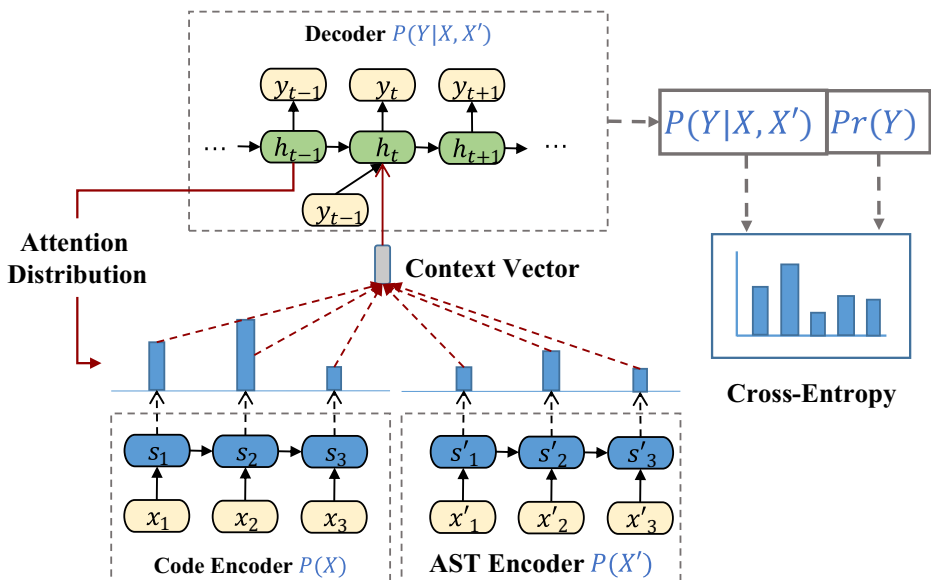 Decoder P(Y|X, X′)
y_{t−1} y_t y_{t+1}
··· h_{t−1} h_t h_{t+1} ···
y_{t−1}
P(Y|X, X′) Pr(Y)
Attention
Distribution
Context Vector
Cross-Entropy
s_1 s_2 s_3
x_1 x_2 x_3
Code Encoder P(X)
s′_1 s′_2 s′_3
x′_1 x′_2 x′_3
AST Encoder P(X′)